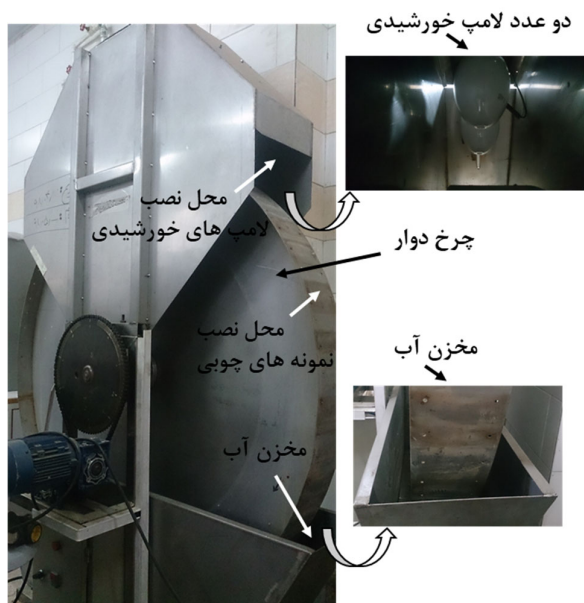 دو عدد لامپ خورشیدی
محل نصب
لامپ های خورشیدی
چرخ دوار
محل نصب
نمونه های چوبی
مخزن آب
مخزن آب